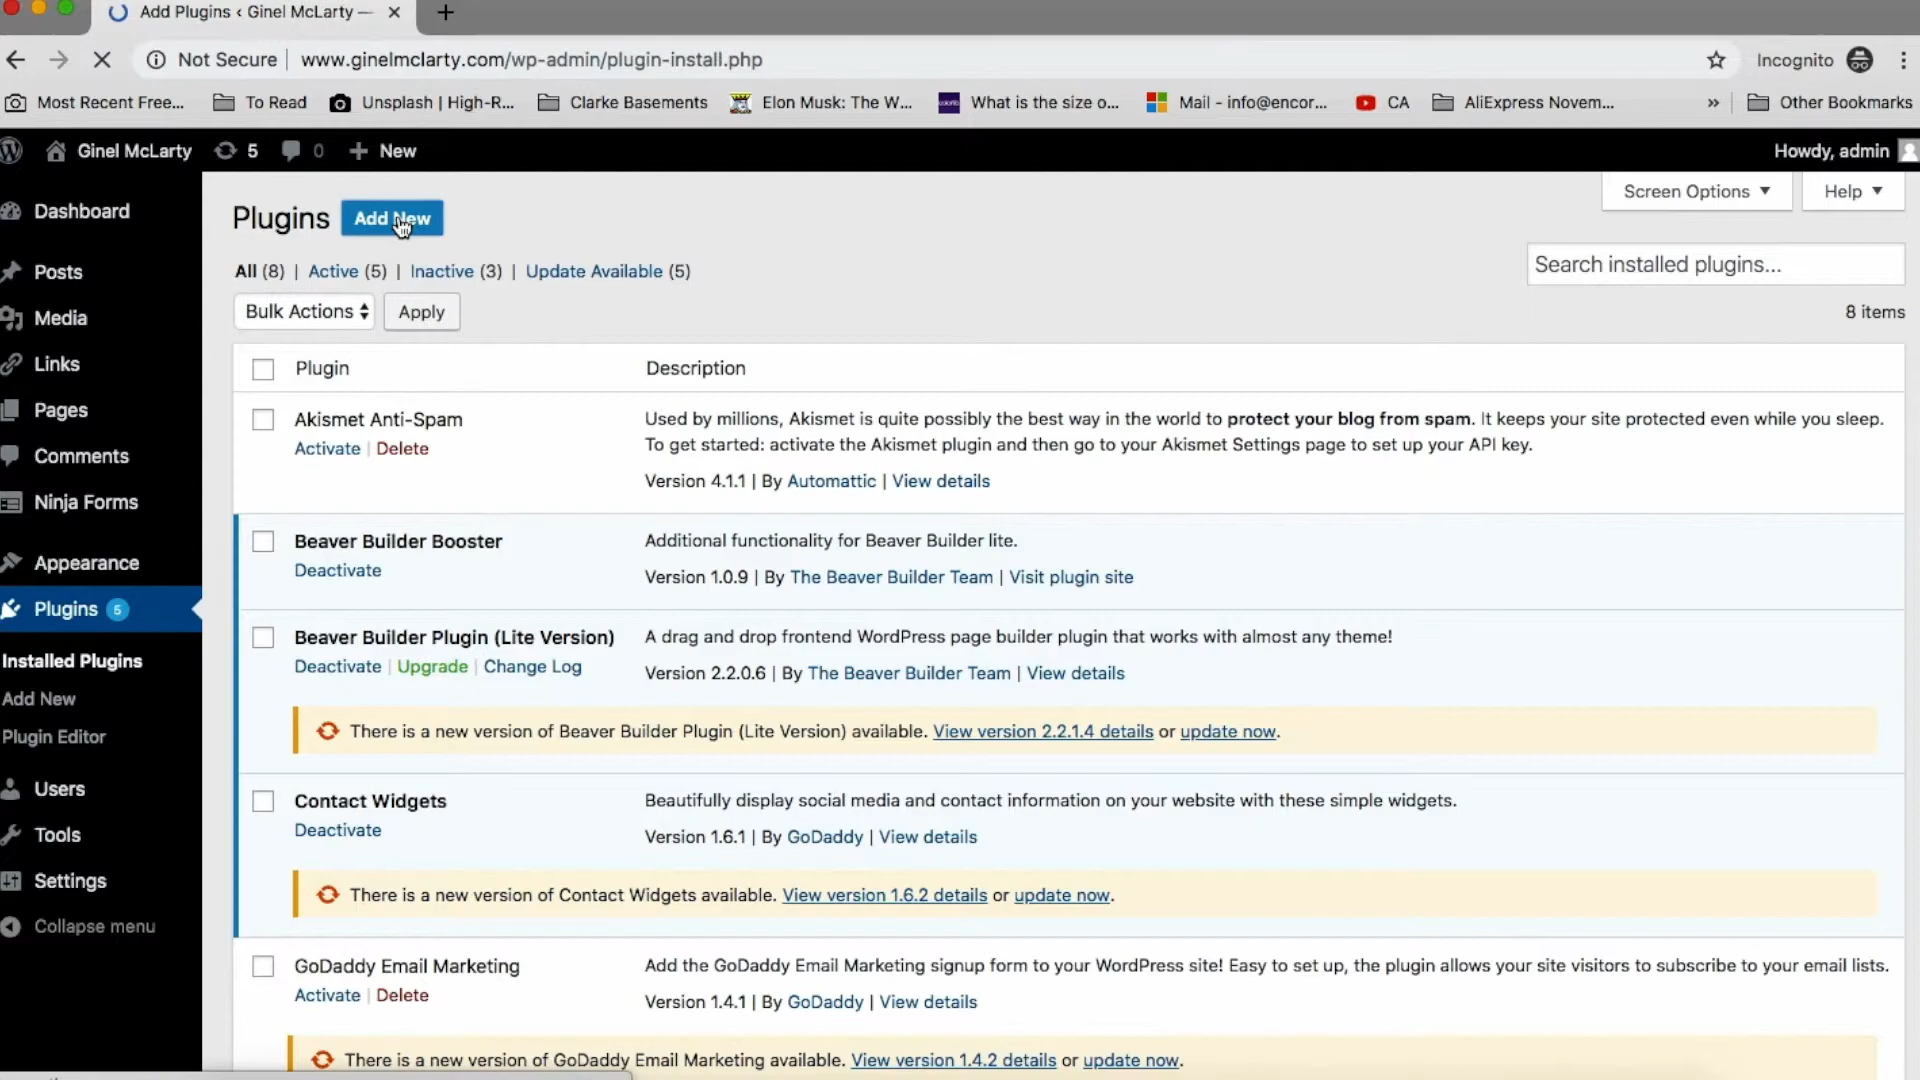 Add Plugins ‹ Ginel McLarty —
Not Secure www.ginelmclarty.com/wp-admin/plugin-install.php Incognito
Most Recent Free... To Read Unsplash | High-R... Clarke Basements Elon Musk: The W... What is the size o... Mail - info@encor... CA AliExpress Novem... » Other Bookmarks
Ginel McLarty 5 0 + New Howdy, admin
Screen Options Help
Dashboard
Posts
Media
Links
Pages
Comments
Ninja Forms
Appearance
Plugins 5
Installed Plugins
Add New
Plugin Editor
Users
Tools
Settings
Collapse menu
Plugins Add New
All (8) | Active (5) | Inactive (3) | Update Available (5)
Search installed plugins...
Bulk Actions Apply
8 items
Plugin Description
Akismet Anti-Spam
Activate | Delete
Used by millions, Akismet is quite possibly the best way in the world to protect your blog from spam. It keeps your site protected even while you sleep.
To get started: activate the Akismet plugin and then go to your Akismet Settings page to set up your API key.
Version 4.1.1 | By Automattic | View details
Beaver Builder Booster
Deactivate
Additional functionality for Beaver Builder lite.
Version 1.0.9 | By The Beaver Builder Team | Visit plugin site
Beaver Builder Plugin (Lite Version)
Deactivate | Upgrade | Change Log
A drag and drop frontend WordPress page builder plugin that works with almost any theme!
Version 2.2.0.6 | By The Beaver Builder Team | View details
There is a new version of Beaver Builder Plugin (Lite Version) available. View version 2.2.1.4 details or update now.
Contact Widgets
Deactivate
Beautifully display social media and contact information on your website with these simple widgets.
Version 1.6.1 | By GoDaddy | View details
There is a new version of Contact Widgets available. View version 1.6.2 details or update now.
GoDaddy Email Marketing
Activate | Delete
Add the GoDaddy Email Marketing signup form to your WordPress site! Easy to set up, the plugin allows your site visitors to subscribe to your email lists.
Version 1.4.1 | By GoDaddy | View details
There is a new version of GoDaddy Email Marketing available. View version 1.4.2 details or update now.